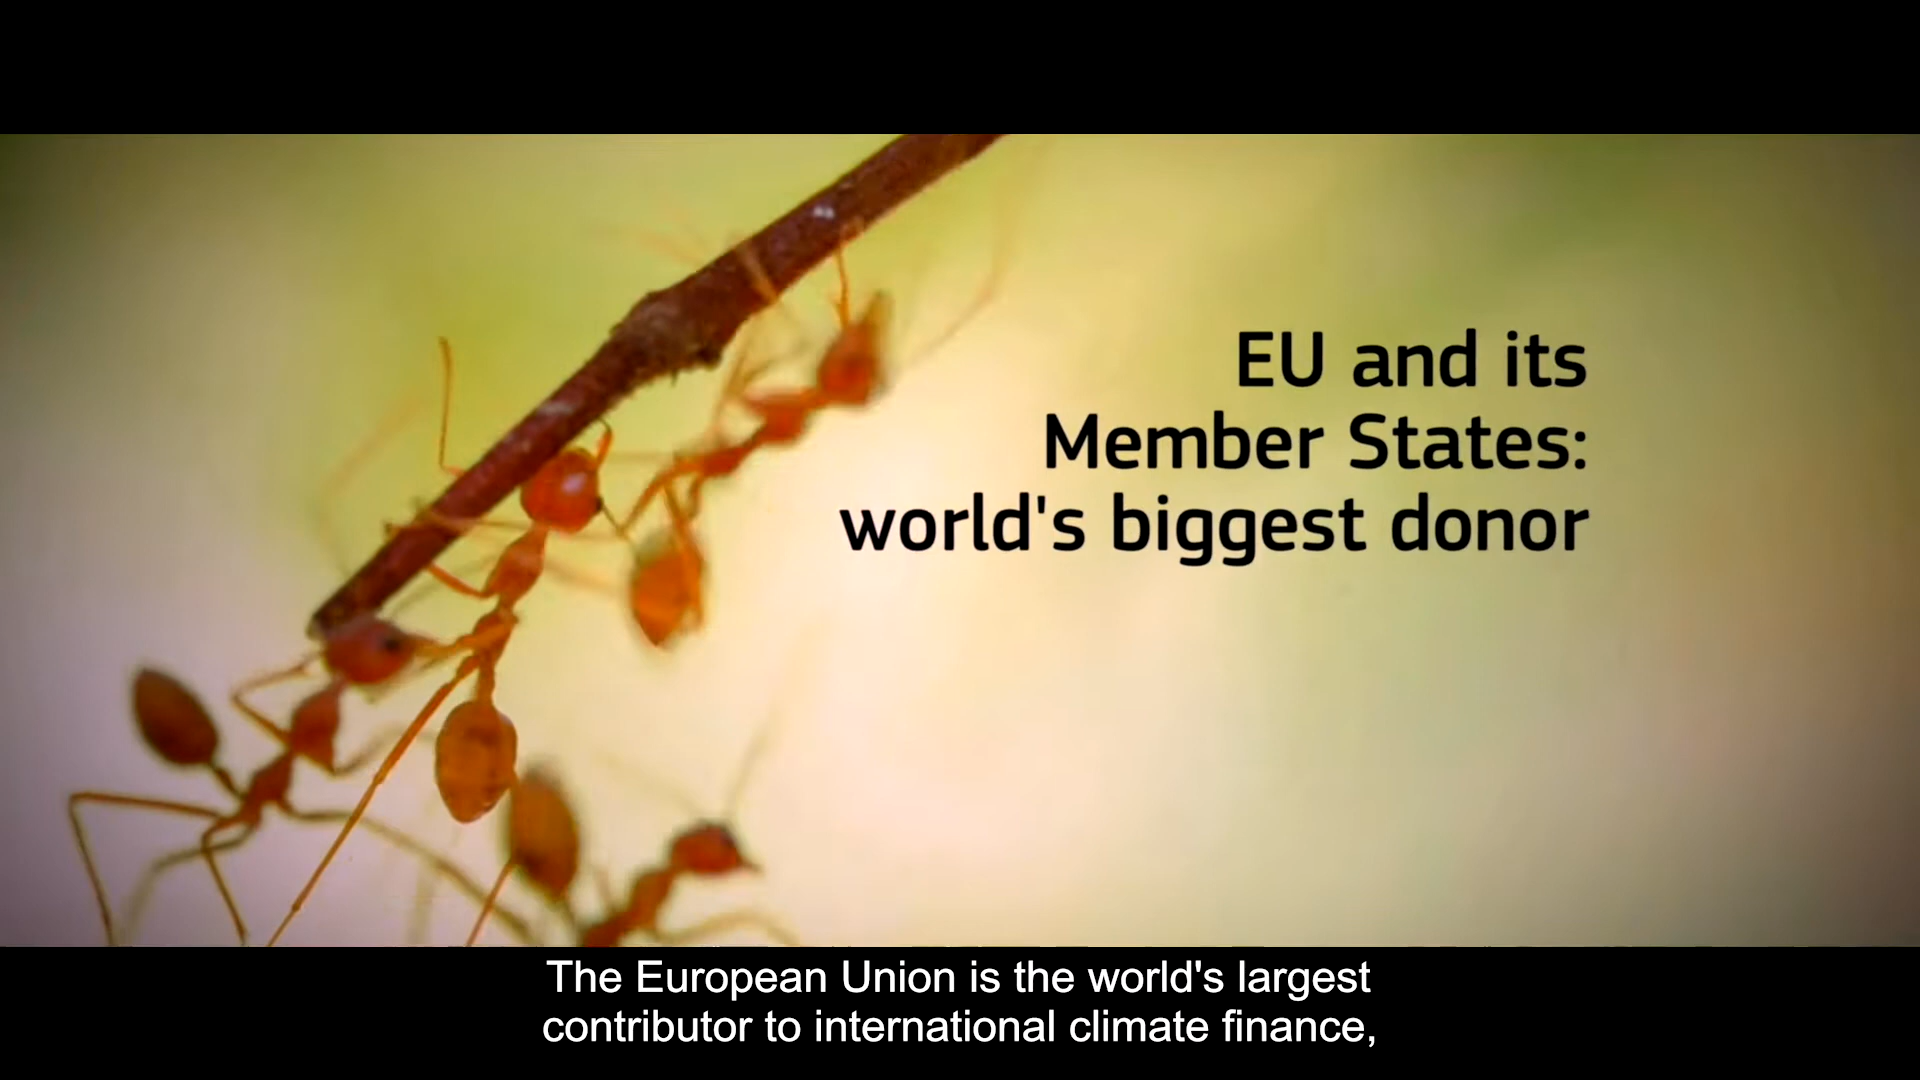 EU and its
Member States:
world's biggest donor
The European Union is the world's largest
contributor to international climate finance,